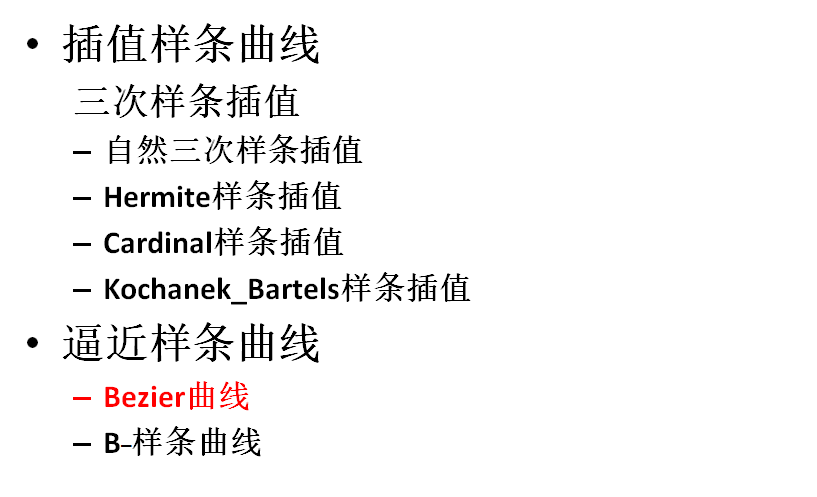 • 插值样条曲线
三次样条插值
– 自然三次样条插值
– Hermite样条插值
– Cardinal样条插值
– Kochanek_Bartels样条插值
• 逼近样条曲线
– Bezier曲线
– B-样条曲线